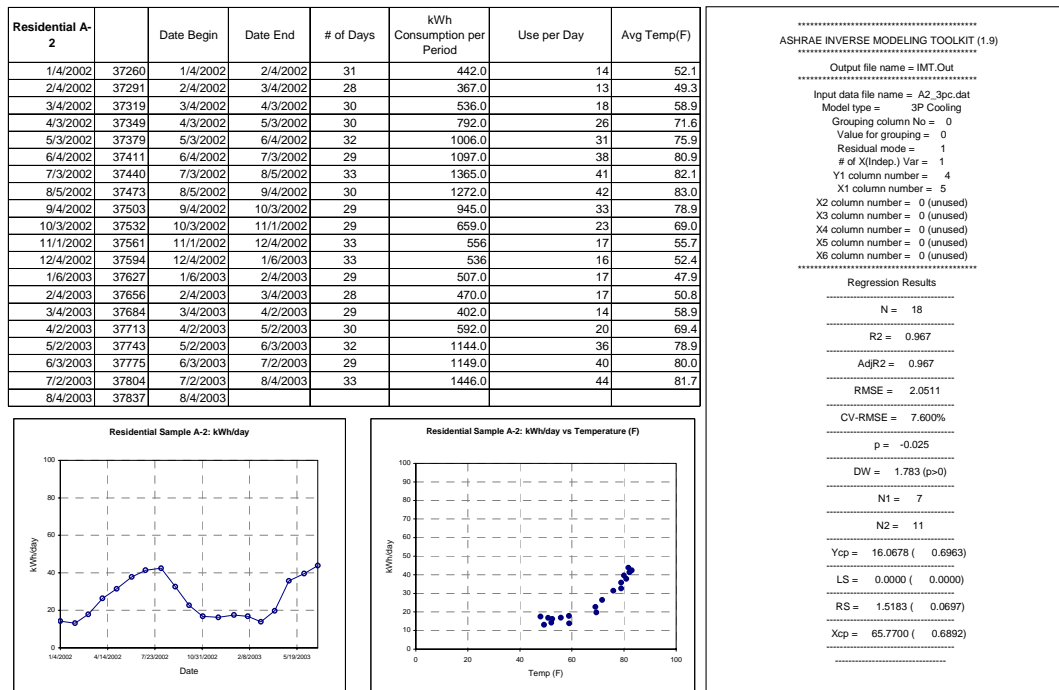 Residential A-2 Date Begin Date End # of Days kWh Consumption per Period Use per Day Avg Temp(F)
1/4/2002 37260 1/4/2002 2/4/2002 31 442.0 14 52.1
2/4/2002 37291 2/4/2002 3/4/2002 28 367.0 13 49.3
3/4/2002 37319 3/4/2002 4/3/2002 30 536.0 18 58.9
4/3/2002 37349 4/3/2002 5/3/2002 30 792.0 26 71.6
5/3/2002 37379 5/3/2002 6/4/2002 32 1006.0 31 75.9
6/4/2002 37411 6/4/2002 7/3/2002 29 1097.0 38 80.9
7/3/2002 37440 7/3/2002 8/5/2002 33 1365.0 41 82.1
8/5/2002 37473 8/5/2002 9/4/2002 30 1272.0 42 83.0
9/4/2002 37503 9/4/2002 10/3/2002 29 945.0 33 78.9
10/3/2002 37532 10/3/2002 11/1/2002 29 659.0 23 69.0
11/1/2002 37561 11/1/2002 12/4/2002 33 556 17 55.7
12/4/2002 37594 12/4/2002 1/6/2003 33 536 16 52.4
1/6/2003 37627 1/6/2003 2/4/2003 29 507.0 17 47.9
2/4/2003 37656 2/4/2003 3/4/2003 28 470.0 17 50.8
3/4/2003 37684 3/4/2003 4/2/2003 29 402.0 14 58.9
4/2/2003 37713 4/2/2003 5/2/2003 30 592.0 20 69.4
5/2/2003 37743 5/2/2003 6/3/2003 32 1144.0 36 78.9
6/3/2003 37775 6/3/2003 7/2/2003 29 1149.0 40 80.0
7/2/2003 37804 7/2/2003 8/4/2003 33 1446.0 44 81.7
8/4/2003 37837 8/4/2003
Residential Sample A-2: kWh/day
100
80
60
40
20
0
kWh/day
1/4/2002 4/14/2002 7/23/2002 10/31/2002 2/8/2003 5/19/2003
Date
Residential Sample A-2: kWh/day vs Temperature (F)
100
90
80
70
60
50
40
30
20
10
0
kWh/day
0 20 40 60 80 100
Temp (F)
********************************************
ASHRAE INVERSE MODELING TOOLKIT (1.9)
********************************************
Output file name = IMT.Out
********************************************
Input data file name = A2_3pc.dat
Model type = 3P Cooling
Grouping column No = 0
Value for grouping = 0
Residual mode = 1
# of X(Indep.) Var = 1
Y1 column number = 4
X1 column number = 5
X2 column number = 0 (unused)
X3 column number = 0 (unused)
X4 column number = 0 (unused)
X5 column number = 0 (unused)
X6 column number = 0 (unused)
********************************************
Regression Results
--------------------------------------
N = 18
--------------------------------------
R2 = 0.967
--------------------------------------
AdjR2 = 0.967
--------------------------------------
RMSE = 2.0511
--------------------------------------
CV-RMSE = 7.600%
--------------------------------------
p = -0.025
--------------------------------------
DW = 1.783 (p>0)
--------------------------------------
N1 = 7
--------------------------------------
N2 = 11
--------------------------------------
Ycp = 16.0678 ( 0.6963)
--------------------------------------
LS = 0.0000 ( 0.0000)
--------------------------------------
RS = 1.5183 ( 0.0697)
--------------------------------------
Xcp = 65.7700 ( 0.6892)
--------------------------------------
---------------------------------